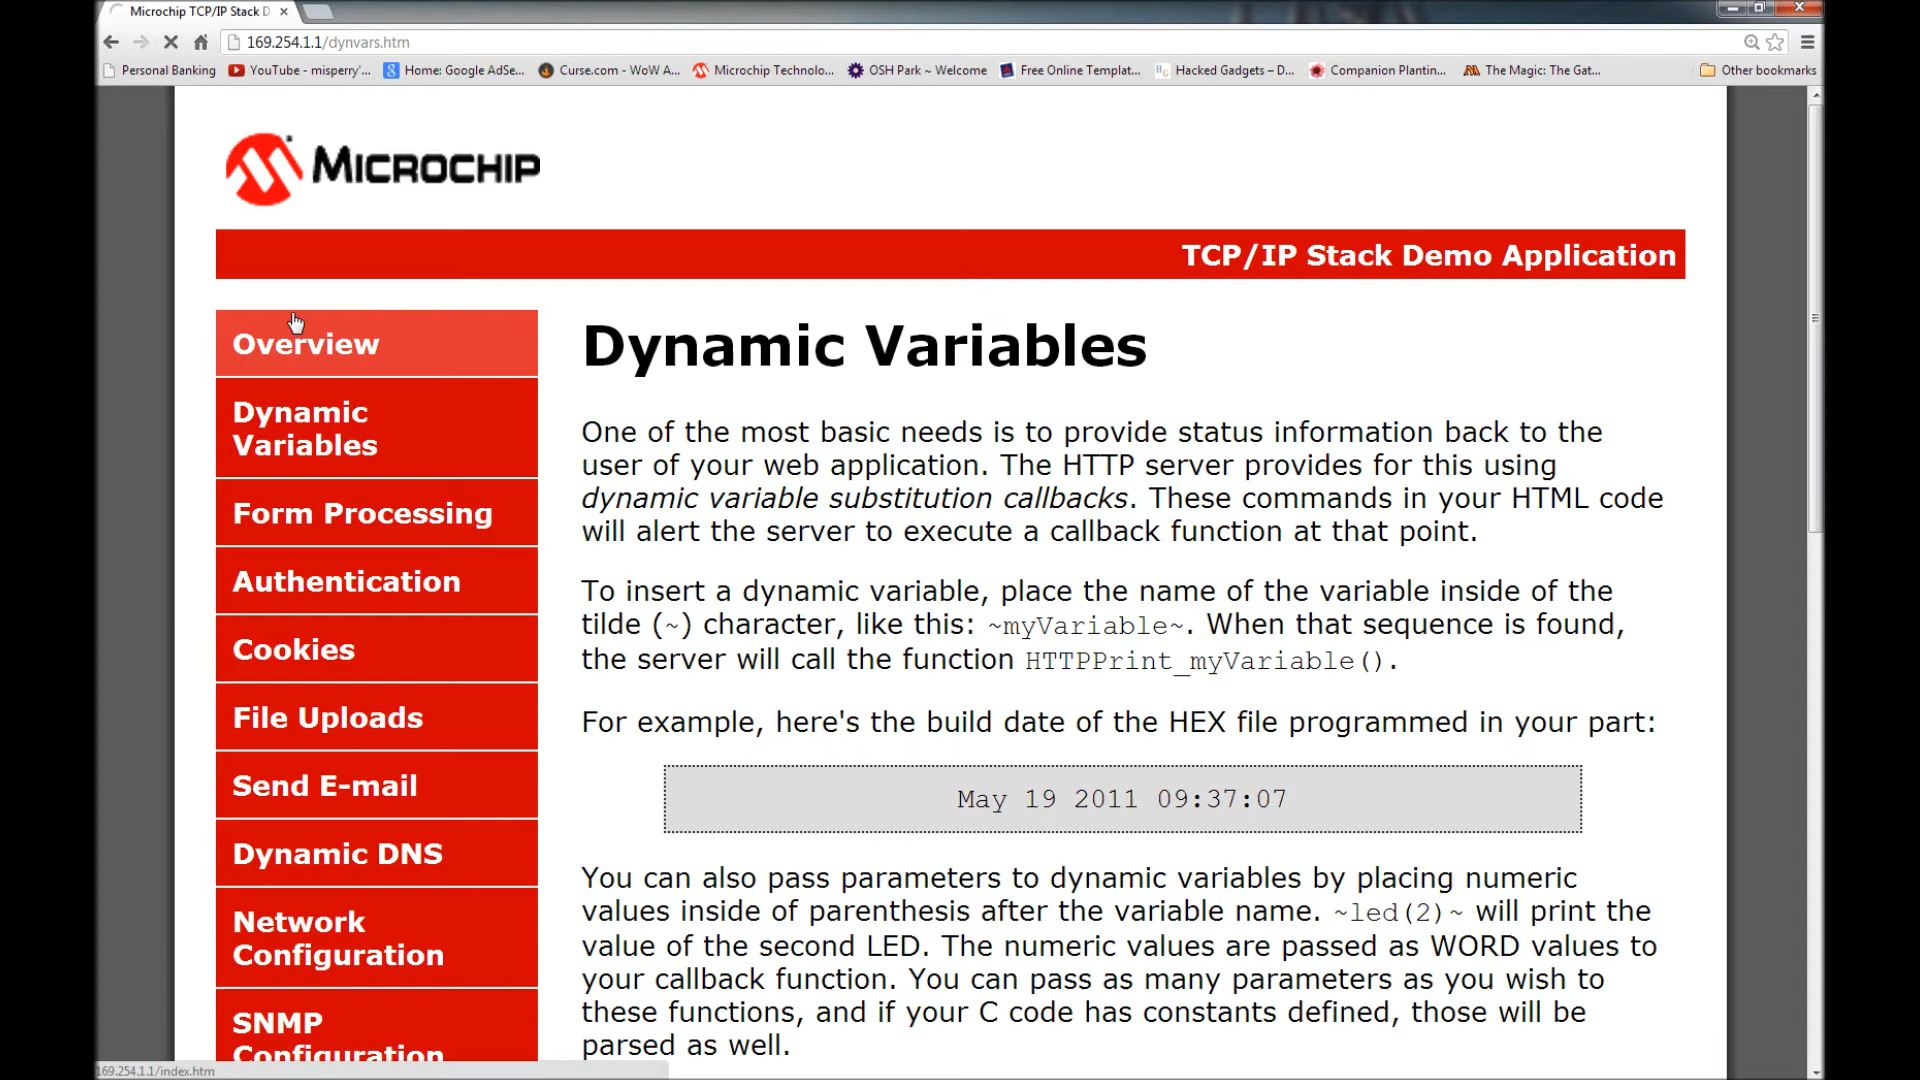 Microchip TCP/IP Stack D
169.254.1.1/dynvars.htm
Personal Banking YouTube - misperry'... Home: Google AdSe... Curse.com - WoW A... Microchip Technolo... OSH Park ~ Welcome Free Online Templat... Hacked Gadgets – D... Companion Plantin... The Magic: The Gat... Other bookmarks
MICROCHIP
TCP/IP Stack Demo Application
Overview
Dynamic
Variables
Form Processing
Authentication
Cookies
File Uploads
Send E-mail
Dynamic DNS
Network
Configuration
SNMP
Configuration
Dynamic Variables
One of the most basic needs is to provide status information back to the
user of your web application. The HTTP server provides for this using
dynamic variable substitution callbacks. These commands in your HTML code
will alert the server to execute a callback function at that point.
To insert a dynamic variable, place the name of the variable inside of the
tilde (~) character, like this: ~myVariable~. When that sequence is found,
the server will call the function HTTPPrint_myVariable().
For example, here's the build date of the HEX file programmed in your part:
May 19 2011 09:37:07
You can also pass parameters to dynamic variables by placing numeric
values inside of parenthesis after the variable name. ~led(2)~ will print the
value of the second LED. The numeric values are passed as WORD values to
your callback function. You can pass as many parameters as you wish to
these functions, and if your C code has constants defined, those will be
parsed as well.
169.254.1.1/index.htm